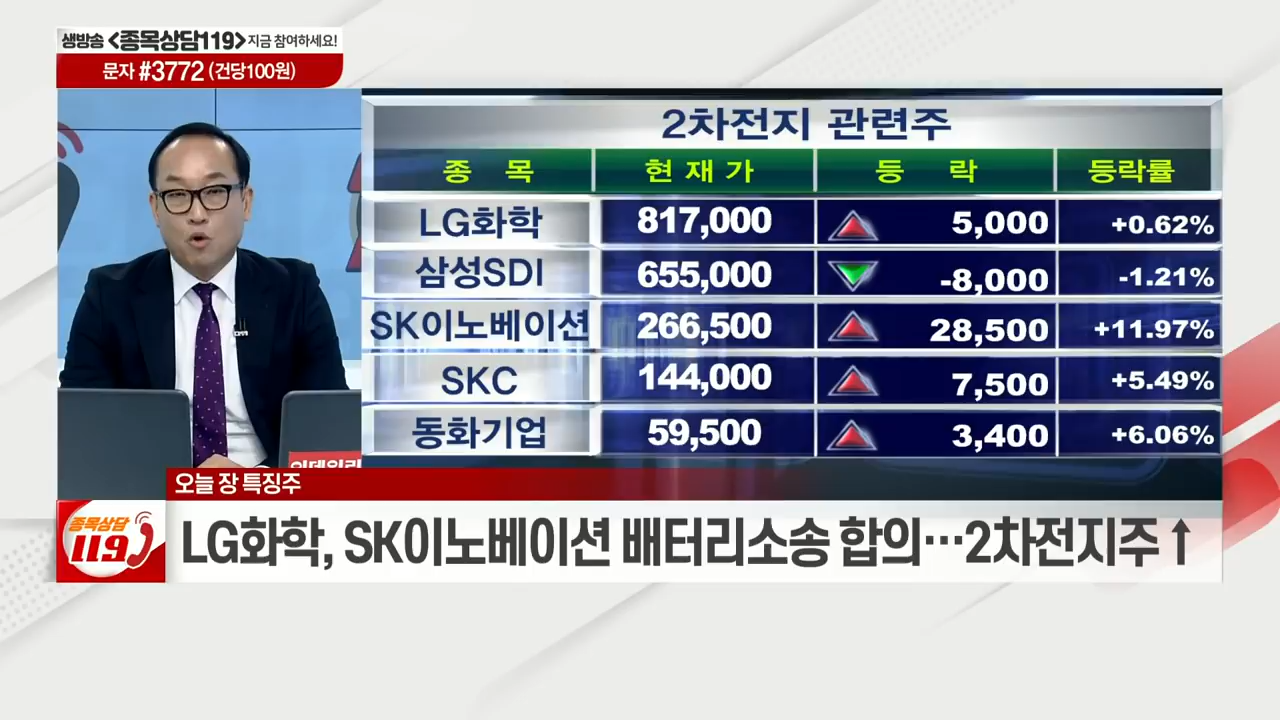 생방송 <종목상담119> 지금 참여하세요!
문자 #3772 (건당100원)
2차전지 관련주
종 목 현 재 가 등 락 등락률
LG화학 817,000 5,000 +0.62%
삼성SDI 655,000 -8,000 -1.21%
SK이노베이션 266,500 28,500 +11.97%
SKC 144,000 7,500 +5.49%
동화기업 59,500 3,400 +6.06%
오늘 장 특징주
종목상담
119
LG화학, SK이노베이션 배터리소송 합의…2차전지주↑